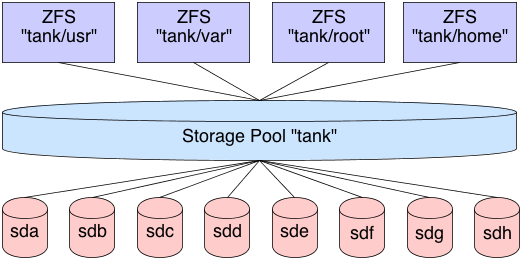 ZFS
"tank/usr"
ZFS
"tank/var"
ZFS
"tank/root"
ZFS
"tank/home"
Storage Pool "tank"
sda
sdb
sdc
sdd
sde
sdf
sdg
sdh